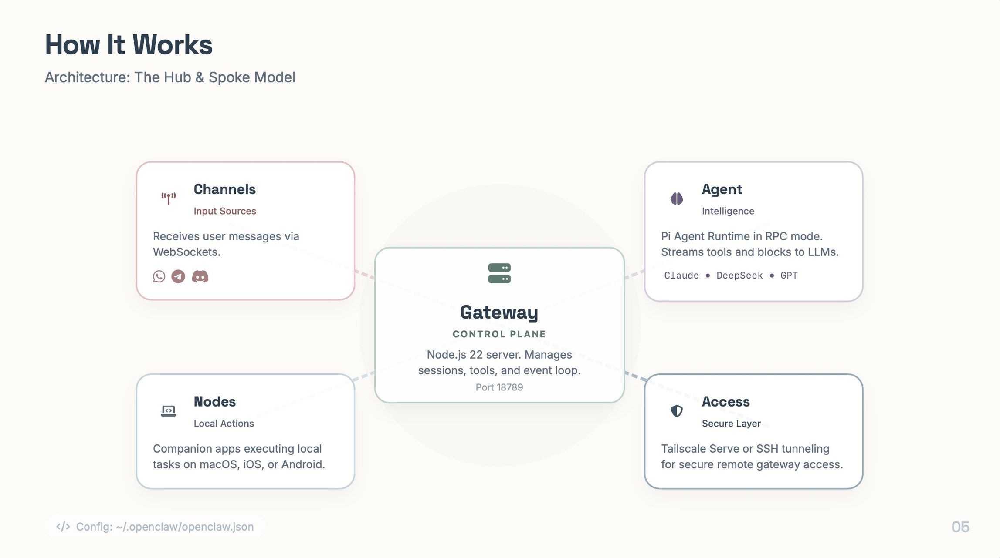 How It Works
Architecture: The Hub & Spoke Model
Channels
Input Sources
Receives user messages via
WebSockets.
Agent
Intelligence
Pi Agent Runtime in RPC mode.
Streams tools and blocks to LLMs.
Claude • DeepSeek • GPT
Gateway
CONTROL PLANE
Node.js 22 server. Manages
sessions, tools, and event loop.
Port 18789
Nodes
Local Actions
Companion apps executing local
tasks on macOS, iOS, or Android.
Access
Secure Layer
Tailscale Serve or SSH tunneling
for secure remote gateway access.
Config: ~/.openclaw/openclaw.json
05